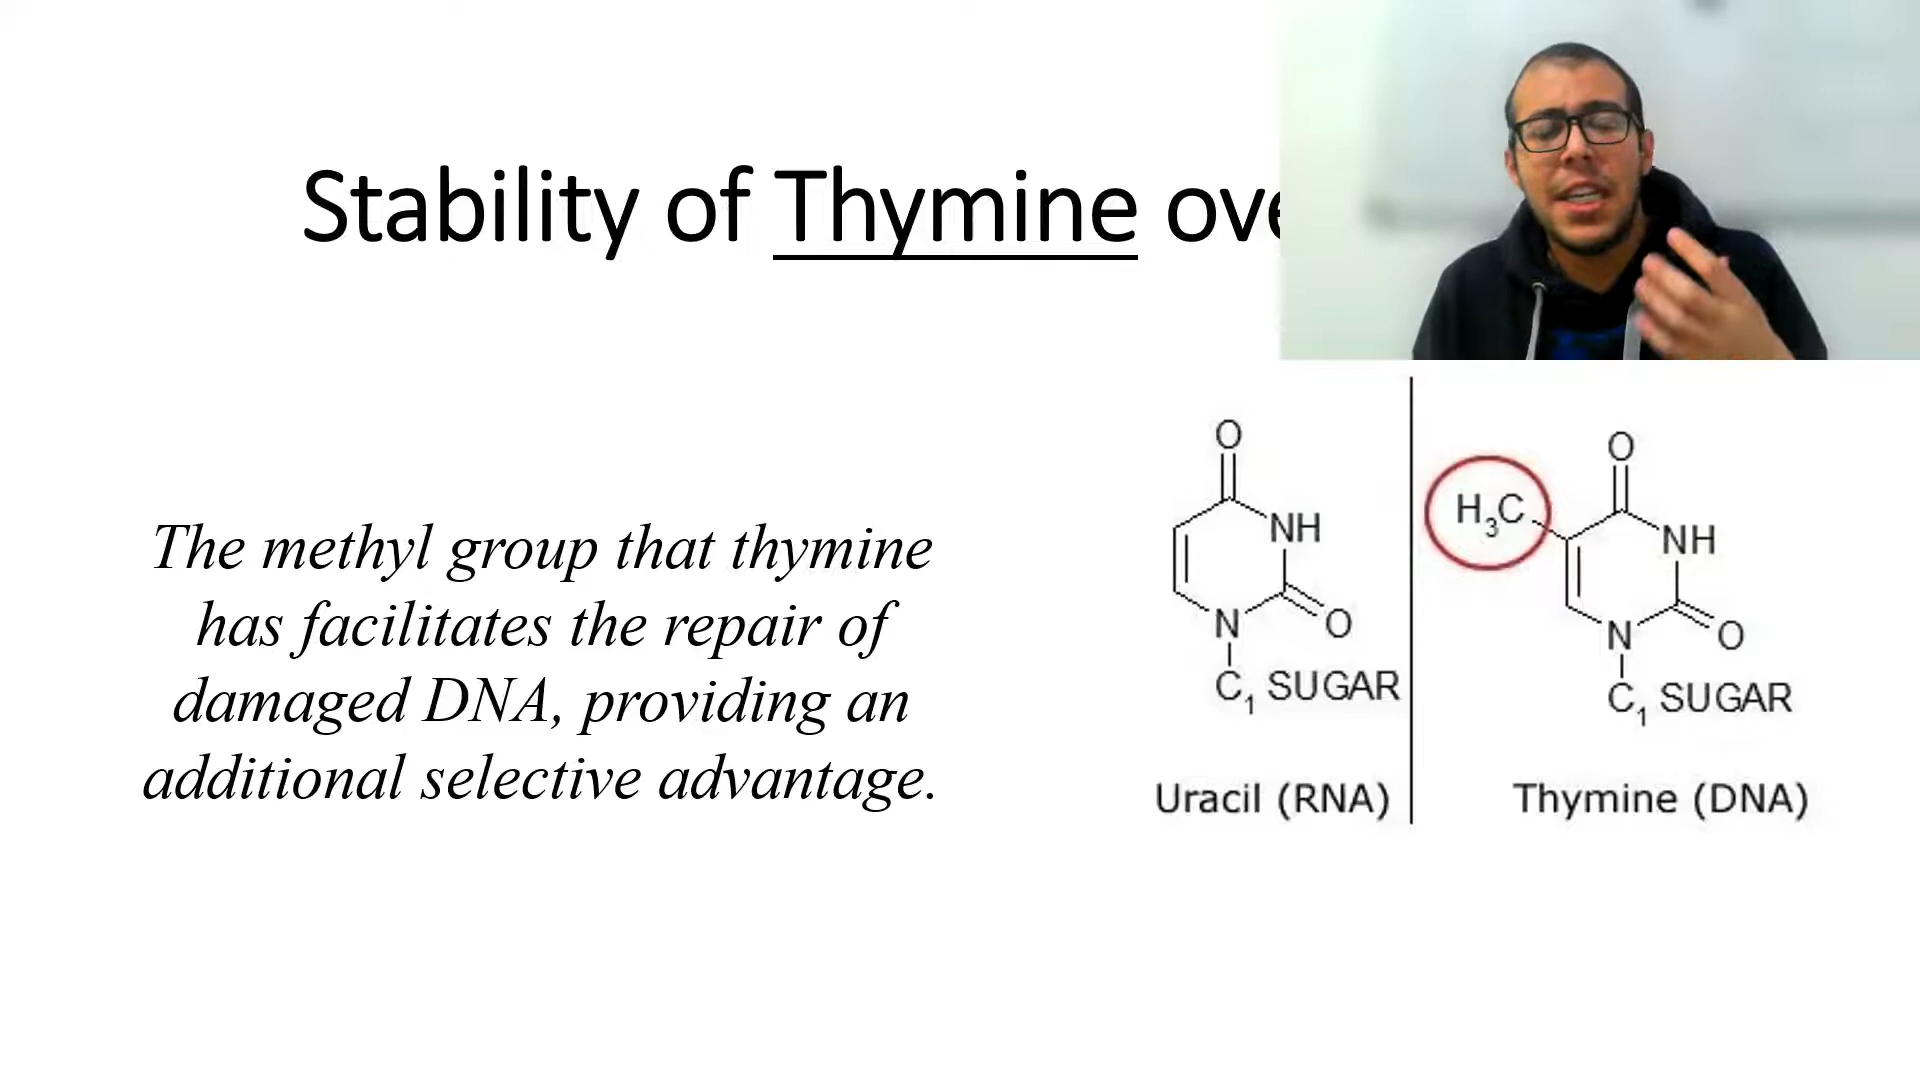 Stability of Thymine
The methyl group that thymine
has facilitates the repair of
damaged DNA, providing an
additional selective advantage.
O
NH
N
O
C₁ SUGAR
Uracil (RNA)
O
H₃C
NH
N
O
C₁ SUGAR
Thymine (DNA)